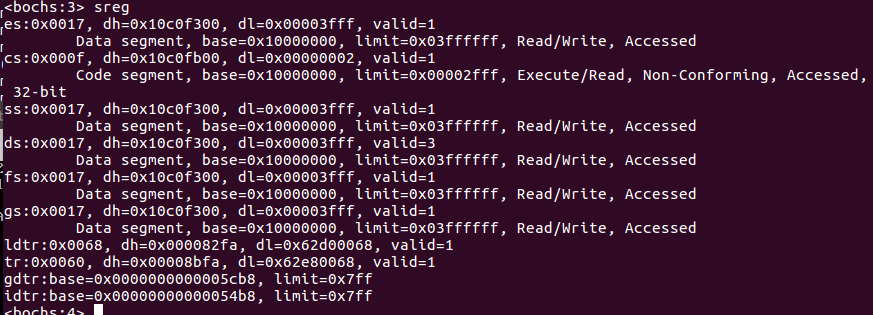 <bochs:3> sreg
es:0x0017, dh=0x10c0f300, dl=0x00003fff, valid=1
Data segment, base=0x10000000, limit=0x03ffffff, Read/Write, Accessed
cs:0x000f, dh=0x10c0fb00, dl=0x00000002, valid=1
Code segment, base=0x10000000, limit=0x00002fff, Execute/Read, Non-Conforming, Accessed,
32-bit
ss:0x0017, dh=0x10c0f300, dl=0x00003fff, valid=1
Data segment, base=0x10000000, limit=0x03ffffff, Read/Write, Accessed
ds:0x0017, dh=0x10c0f300, dl=0x00003fff, valid=3
Data segment, base=0x10000000, limit=0x03ffffff, Read/Write, Accessed
fs:0x0017, dh=0x10c0f300, dl=0x00003fff, valid=1
Data segment, base=0x10000000, limit=0x03ffffff, Read/Write, Accessed
gs:0x0017, dh=0x10c0f300, dl=0x00003fff, valid=1
Data segment, base=0x10000000, limit=0x03ffffff, Read/Write, Accessed
ldtr:0x0068, dh=0x000082fa, dl=0x62d00068, valid=1
tr:0x0060, dh=0x00008bfa, dl=0x62e80068, valid=1
gdtr:base=0x0000000000005cb8, limit=0x7ff
idtr:base=0x00000000000054b8, limit=0x7ff
<bochs:4>